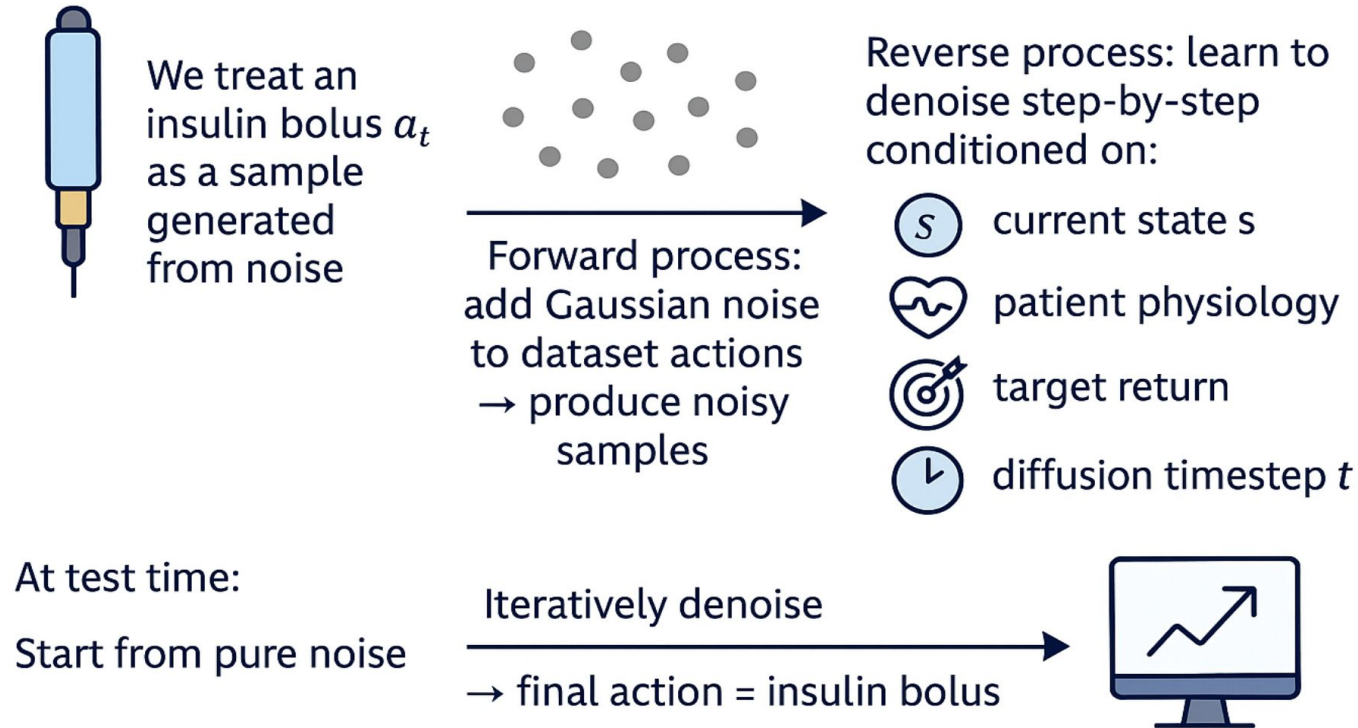 We treat an
insulin bolus aₜ
as a sample
generated
from noise
Forward process:
add Gaussian noise
to dataset actions
→ produce noisy
samples
Reverse process: learn to
denoise step-by-step
conditioned on:
s current state s
patient physiology
target return
diffusion timestep t
At test time:
Start from pure noise
Iteratively denoise
→ final action = insulin bolus